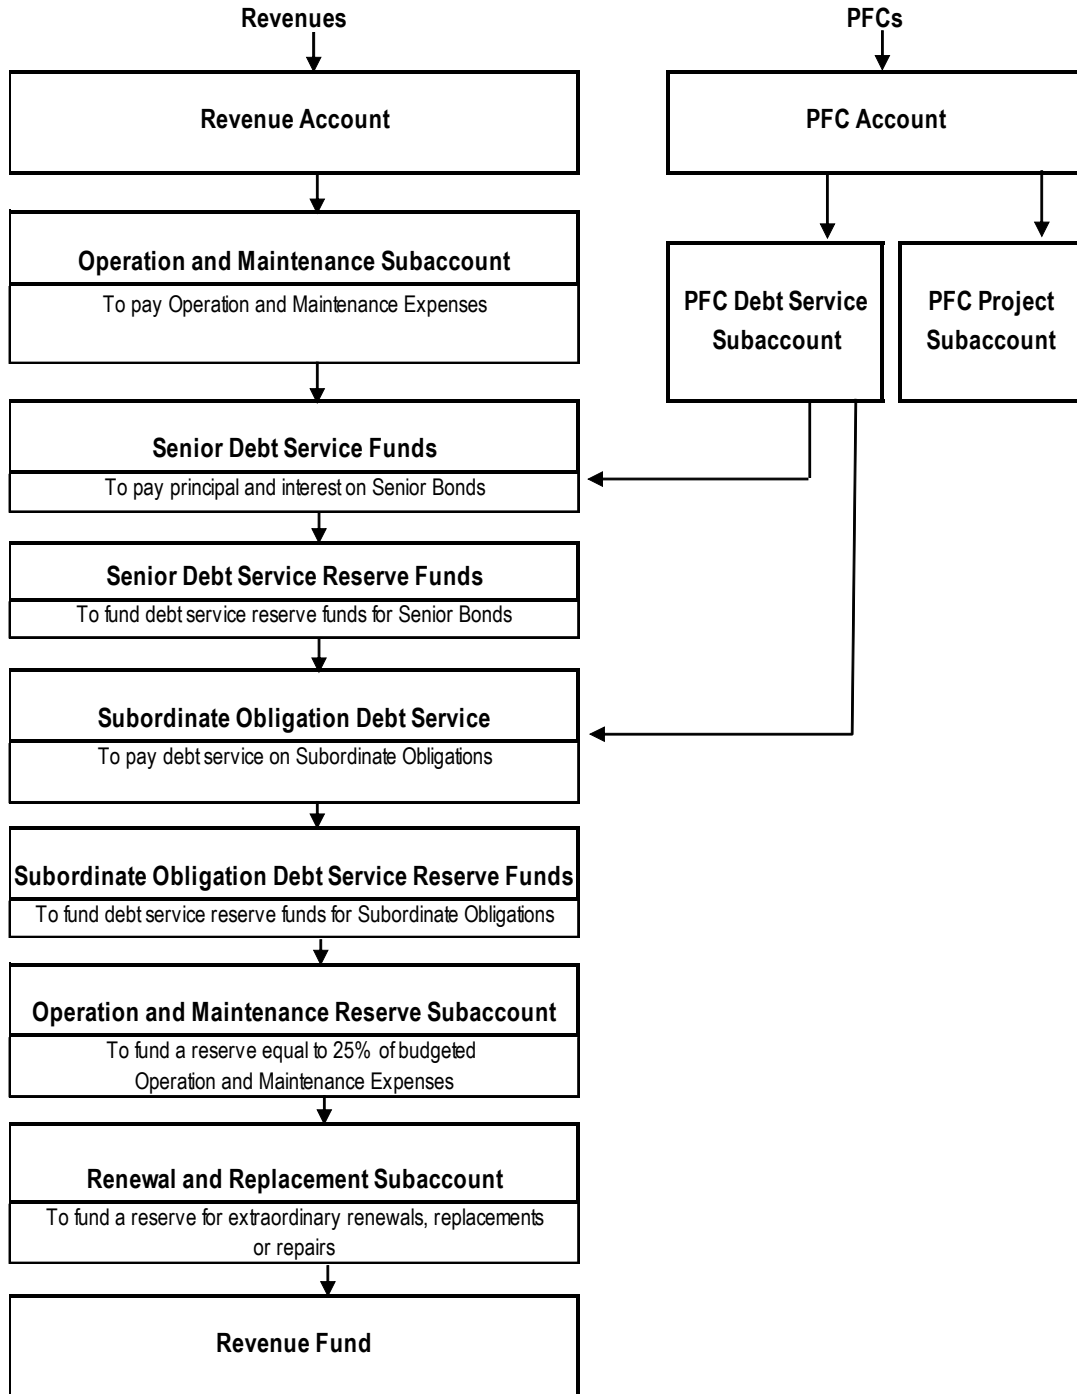 Revenues
PFCs
Revenue Account
PFC Account
Operation and Maintenance Subaccount
To pay Operation and Maintenance Expenses
PFC Debt Service
Subaccount
PFC Project
Subaccount
Senior Debt Service Funds
To pay principal and interest on Senior Bonds
Senior Debt Service Reserve Funds
To fund debt service reserve funds for Senior Bonds
Subordinate Obligation Debt Service
To pay debt service on Subordinate Obligations
Subordinate Obligation Debt Service Reserve Funds
To fund debt service reserve funds for Subordinate Obligations
Operation and Maintenance Reserve Subaccount
To fund a reserve equal to 25% of budgeted
Operation and Maintenance Expenses
Renewal and Replacement Subaccount
To fund a reserve for extraordinary renewals, replacements
or repairs
Revenue Fund